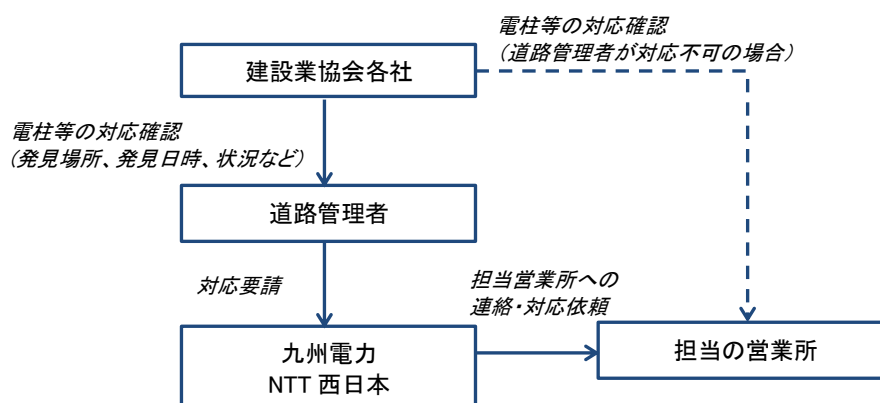 電柱等の対応確認
（道路管理者が対応不可の場合）
建設業協会各社
電柱等の対応確認
（発見場所、発見日時、状況など）
道路管理者
対応要請
担当営業所への
連絡・対応依頼
九州電力
NTT 西日本
担当の営業所